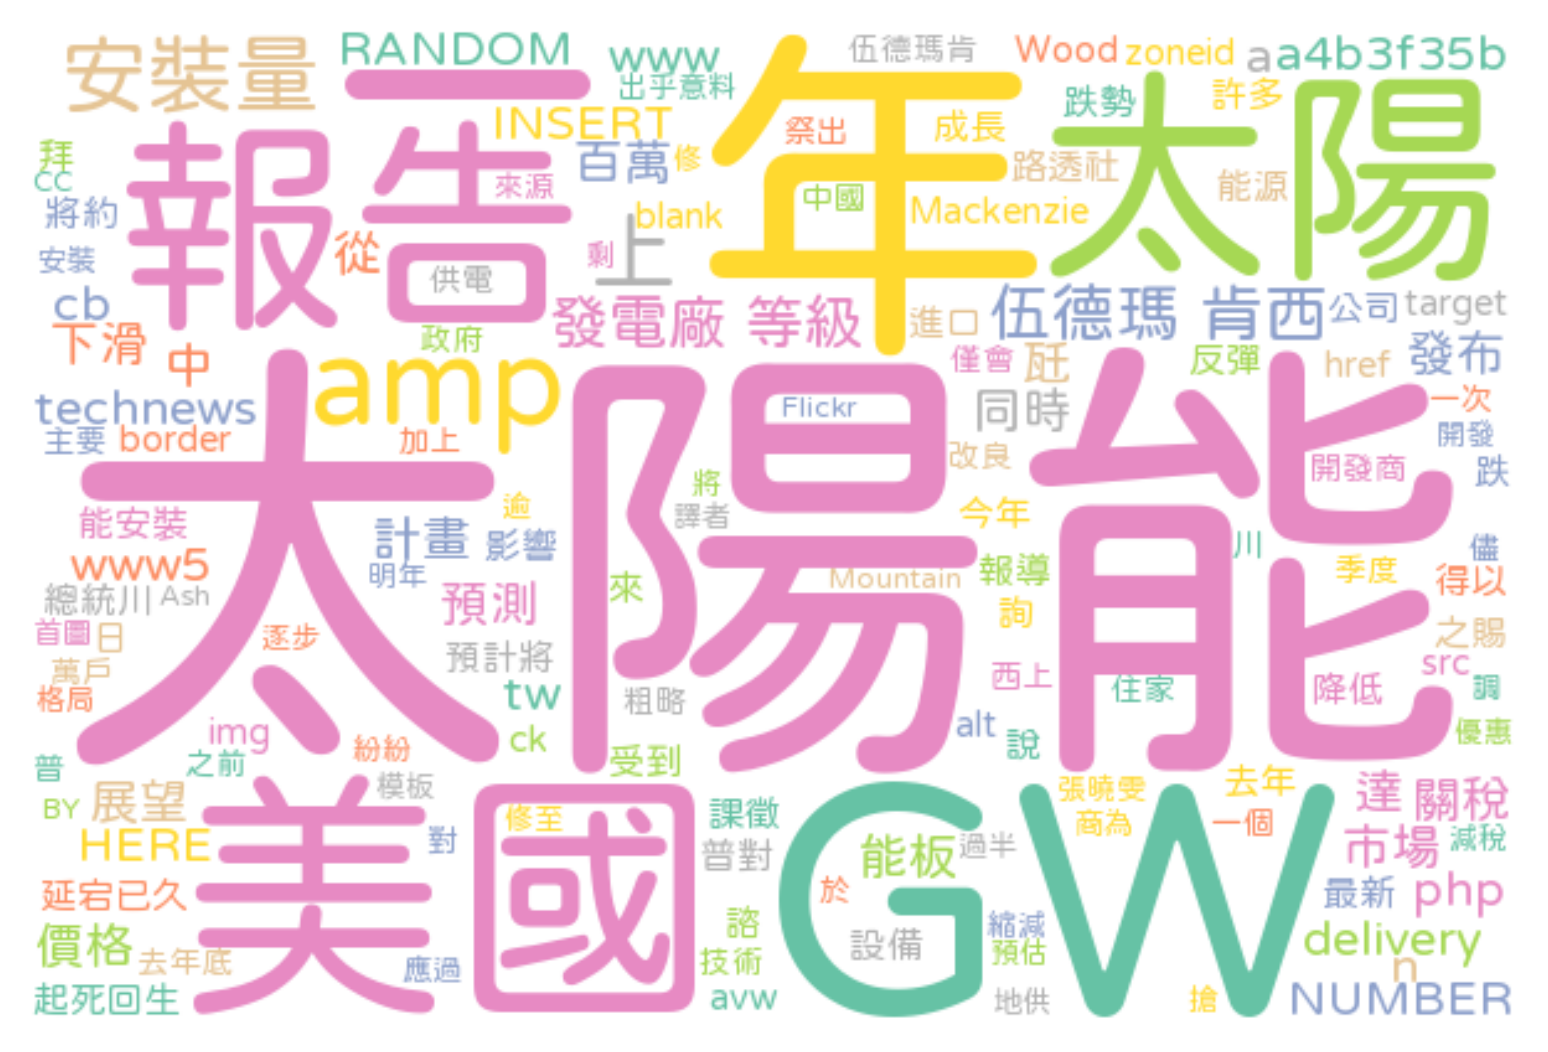 安裝量
RANDOM
www
出乎意料
伍德瑪肯
Wood
zoneid
a
a4b3f35b
報告
年
太陽
INSERT
祭出
成長
跌勢
許多
拜
CC
來源
百萬
修
中國
路透社
能源
將約
blank
Mackenzie
安裝
從
供電
剩
上
cb
發電廠 等級
進口
伍德瑪 肯西
公司
target
下滑
中
政府
僅會
瓩
反彈
href
發布
amp
太陽能
technews
Flickr
同時
一次
主要
border
加上
改良
開發
開發商
跌
將
逾
今年
能安裝
計畫
影響
譯者
川
儘
www5
明年
來
Mountain
報導
季度
得以
總統川
Ash
預測
詢
首圖
日
逐步
之賜
萬戶
預計將
西上
src
格局
tw
粗略
住家
降低
調
img
紛紛
ck
alt
說
優惠
普
之前
受到
美國
GW
BY
展望
模板
張曉雯
去年
達
關稅
HERE
對
修至
課徵
商為
一個
市場
減稅
普對
能板
過半
延宕已久
於
最新
php
價格
去年底
諮
縮減
delivery
應過
技術
設備
預估
n
起死回生
avw
地供
搶
NUMBER